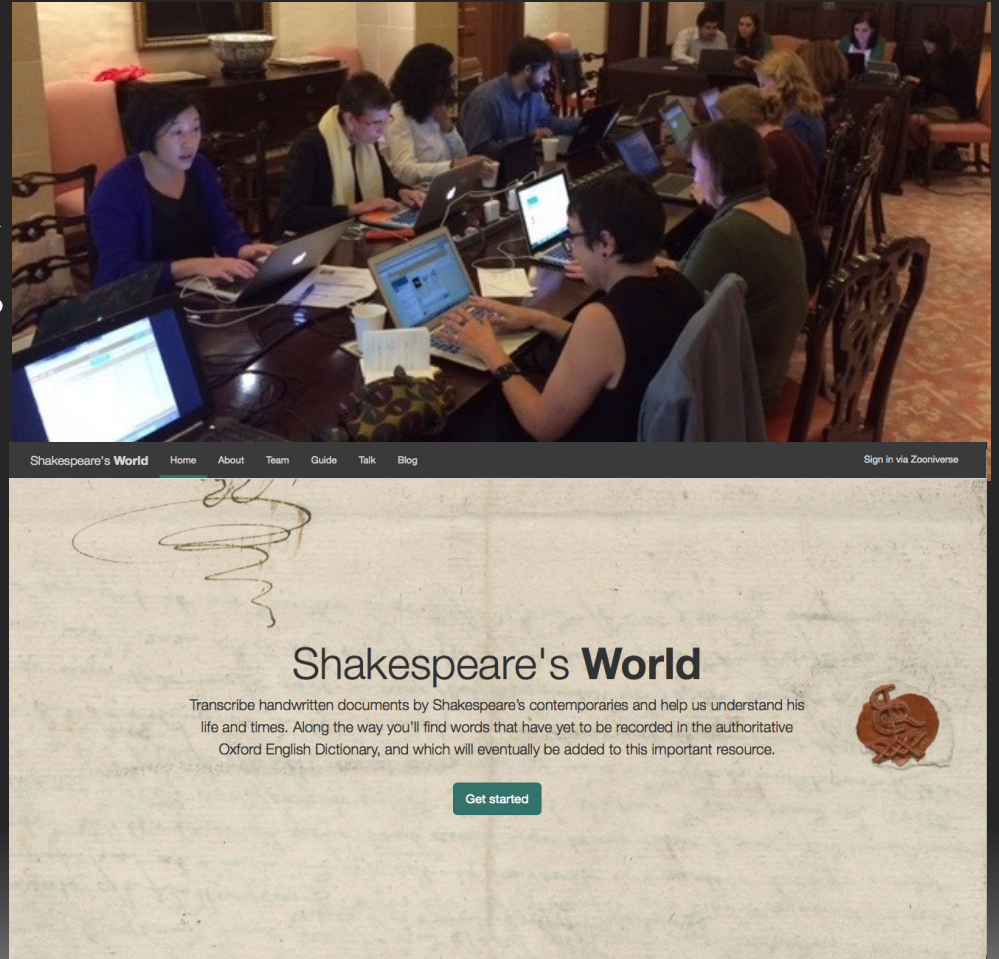 Shakespeare's World Home About Team Guide Talk Blog Sign in via Zooniverse
Shakespeare's World
Transcribe handwritten documents by Shakespeare's contemporaries and help us understand his
life and times. Along the way you'll find words that have yet to be recorded in the authoritative
Oxford English Dictionary, and which will eventually be added to this important resource.
Get started